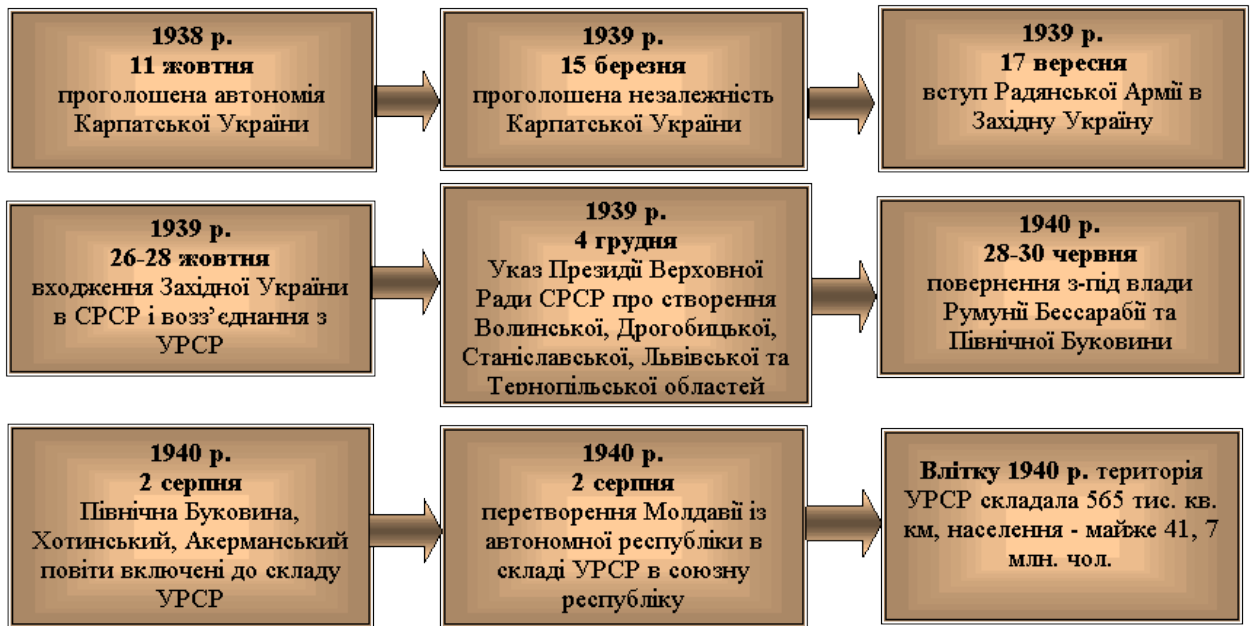 1938 р.
11 жовтня
проголошена автономія
Карпатської України
1939 р.
15 березня
проголошена незалежність
Карпатської України
1939 р.
17 вересня
вступ Радянської Армії в
Західну Україну
1939 р.
26-28 жовтня
входження Західної України
в СРСР і возз’єднання з
УРСР
1939 р.
4 грудня
Указ Президії Верховної
Ради СРСР про створення
Волинської, Дрогобицької,
Станіславської, Львівської та
Тернопільської областей
1940 р.
28-30 червня
повернення з-під влади
Румунії Бессарабії та
Північної Буковини
1940 р.
2 серпня
Північна Буковина,
Хотинський, Акерманський
повіти включені до складу
УРСР
1940 р.
2 серпня
перетворення Молдавії із
автономної республіки в
складі УРСР в союзну
республіку
Влітку 1940 р. територія
УРСР складала 565 тис. кв.
км, населення - майже 41, 7
млн. чол.